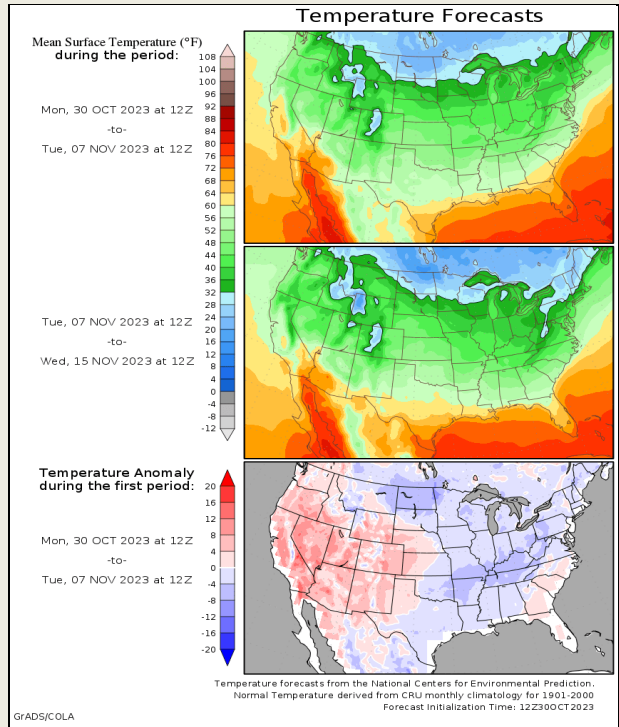 Temperature Forecasts
Mean Surface Temperature (°F)
during the period:
108
104
100
96
92
88
84
80
76
72
68
64
60
56
52
48
44
40
36
32
28
24
20
16
12
8
4
0
-4
-8
-12
Mon, 30 OCT 2023 at 12Z
-to-
Tue, 07 NOV 2023 at 12Z
Tue, 07 NOV 2023 at 12Z
-to-
Wed, 15 NOV 2023 at 12Z
Temperature Anomaly
during the first period:
20
16
12
8
4
0
-4
-8
-12
-16
-20
Mon, 30 OCT 2023 at 12Z
-to-
Tue, 07 NOV 2023 at 12Z
Temperature forecasts from the National Centers for Environmental Prediction.
Normal Temperature derived from CRU monthly climatology for 1901-2000
Forecast Initialization Time: 12Z30OCT2023
GrADS/COLA